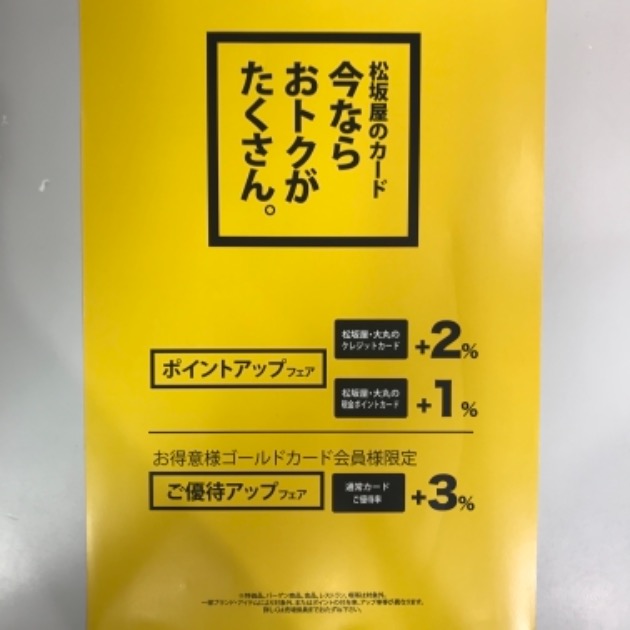 松坂屋のカード
今なら
おトクが
たくさん。
ポイントアップフェア
松坂屋・大丸の
クレジットカード
+2%
松坂屋・大丸の
現金ポイントカード
+1%
お得意様ゴールドカード会員様限定
ご優待アップフェア
通常カード
ご優待率
+3%